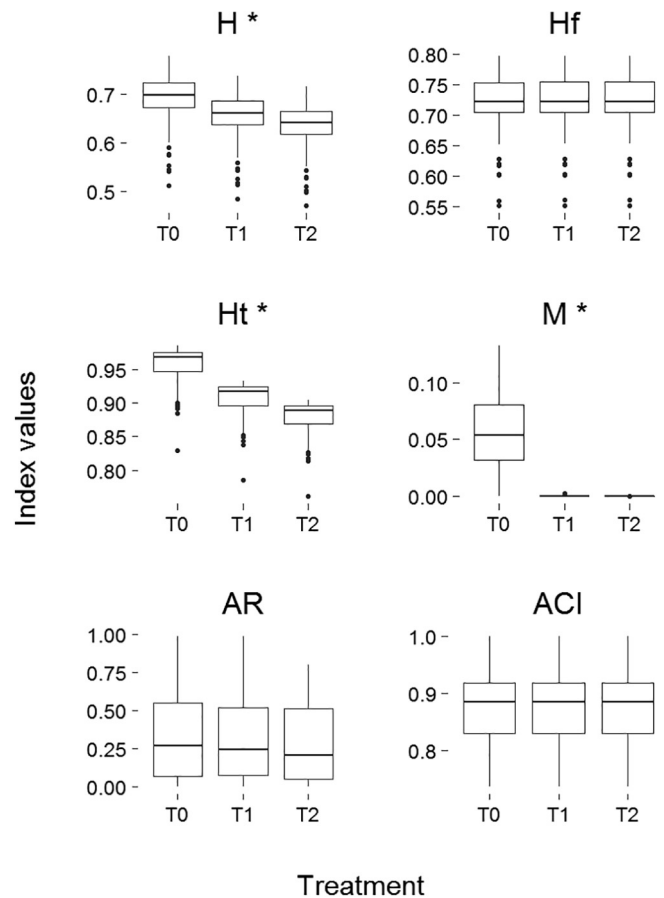 H *
Hf
0.7
0.6
0.5
T0 T1 T2
0.80
0.75
0.70
0.65
0.60
0.55
T0 T1 T2
Ht *
M *
Index values
0.95
0.90
0.85
0.80
T0 T1 T2
0.10
0.05
0.00
T0 T1 T2
AR
ACI
1.00
0.75
0.50
0.25
0.00
T0 T1 T2
1.0
0.9
0.8
T0 T1 T2
Treatment